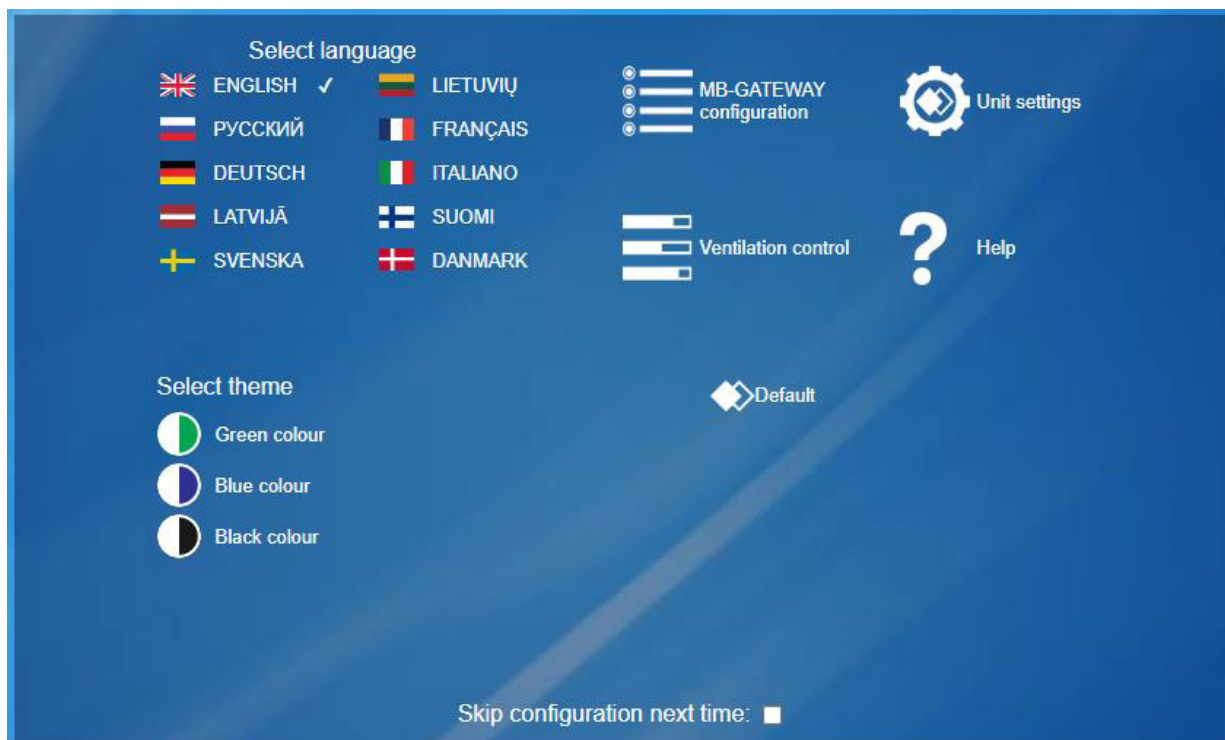 Select language
ENGLISH ✓
LIETUVIŲ
РУССКИЙ
FRANÇAIS
DEUTSCH
ITALIANO
LATVIJĀ
SUOMI
SVENSKA
DANMARK
MB-GATEWAY
configuration
Unit settings
Ventilation control
Help
Select theme
Green colour
Blue colour
Black colour
Default
Skip configuration next time: